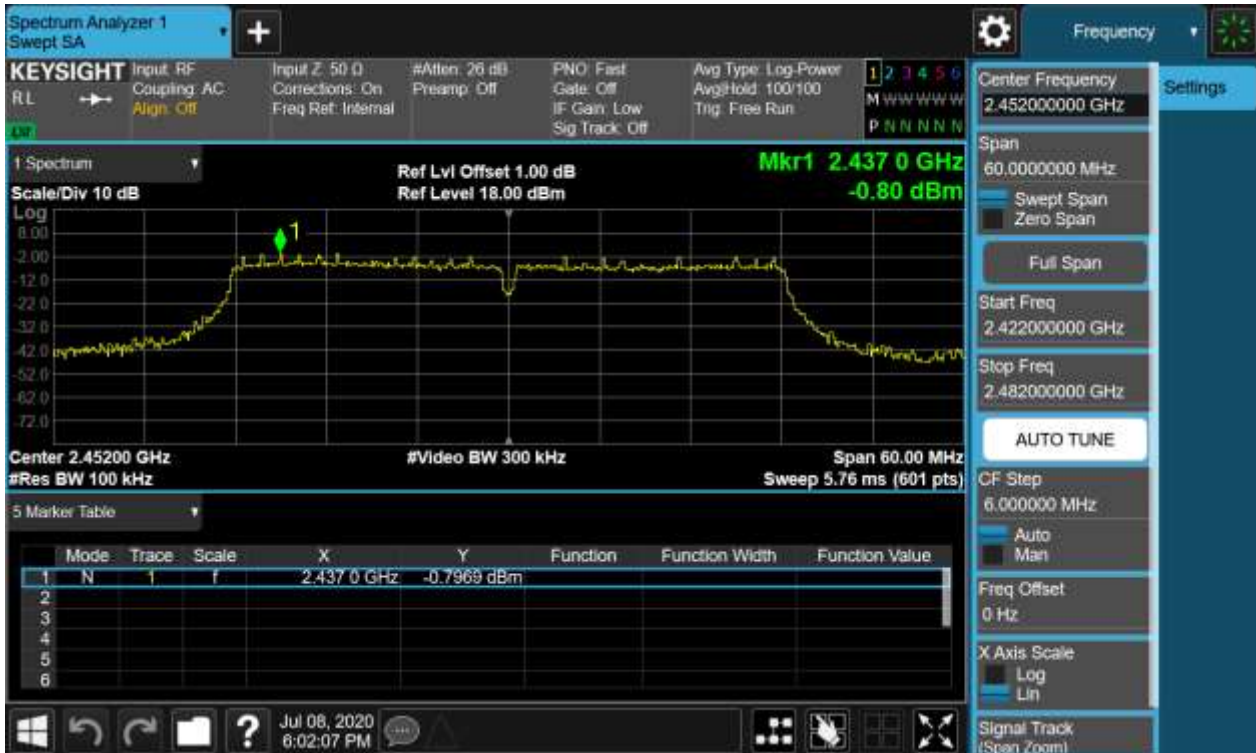 Spectrum Analyzer 1
Swept SA
+
Frequency
KEYSIGHT
RL
Input: RF
Coupling: AC
Align: Off
Input Z: 50 Ω
Corrections: On
Freq Ref: Internal
#Atten: 26 dB
Preamp: Off
PNO: Fast
Gate: Off
IF Gain: Low
Sig Track: Off
Avg Type: Log-Power
Avg|Hold: 100/100
Trig: Free Run
1 2 3 4 5 6
M W W W W W
P N N N N N
1 Spectrum
Scale/Div 10 dB
Ref Lvl Offset 1.00 dB
Ref Level 18.00 dBm
Mkr1 2.437 0 GHz
-0.80 dBm
Log
8.00
-2.00
-12.0
-22.0
-32.0
-42.0
-52.0
-62.0
-72.0
1
Center 2.45200 GHz
#Res BW 100 kHz
#Video BW 300 kHz
Span 60.00 MHz
Sweep 5.76 ms (601 pts)
5 Marker Table
Mode Trace Scale X Y Function Function Width Function Value
1 N 1 f 2.437 0 GHz -0.7969 dBm
2
3
4
5
6
Center Frequency
2.452000000 GHz
Settings
Span
60.0000000 MHz
Swept Span
Zero Span
Full Span
Start Freq
2.422000000 GHz
Stop Freq
2.482000000 GHz
AUTO TUNE
CF Step
6.000000 MHz
Auto
Man
Freq Offset
0 Hz
X Axis Scale
Log
Lin
Signal Track
(Span Zoom)
?
Jul 08, 2020
6:02:07 PM